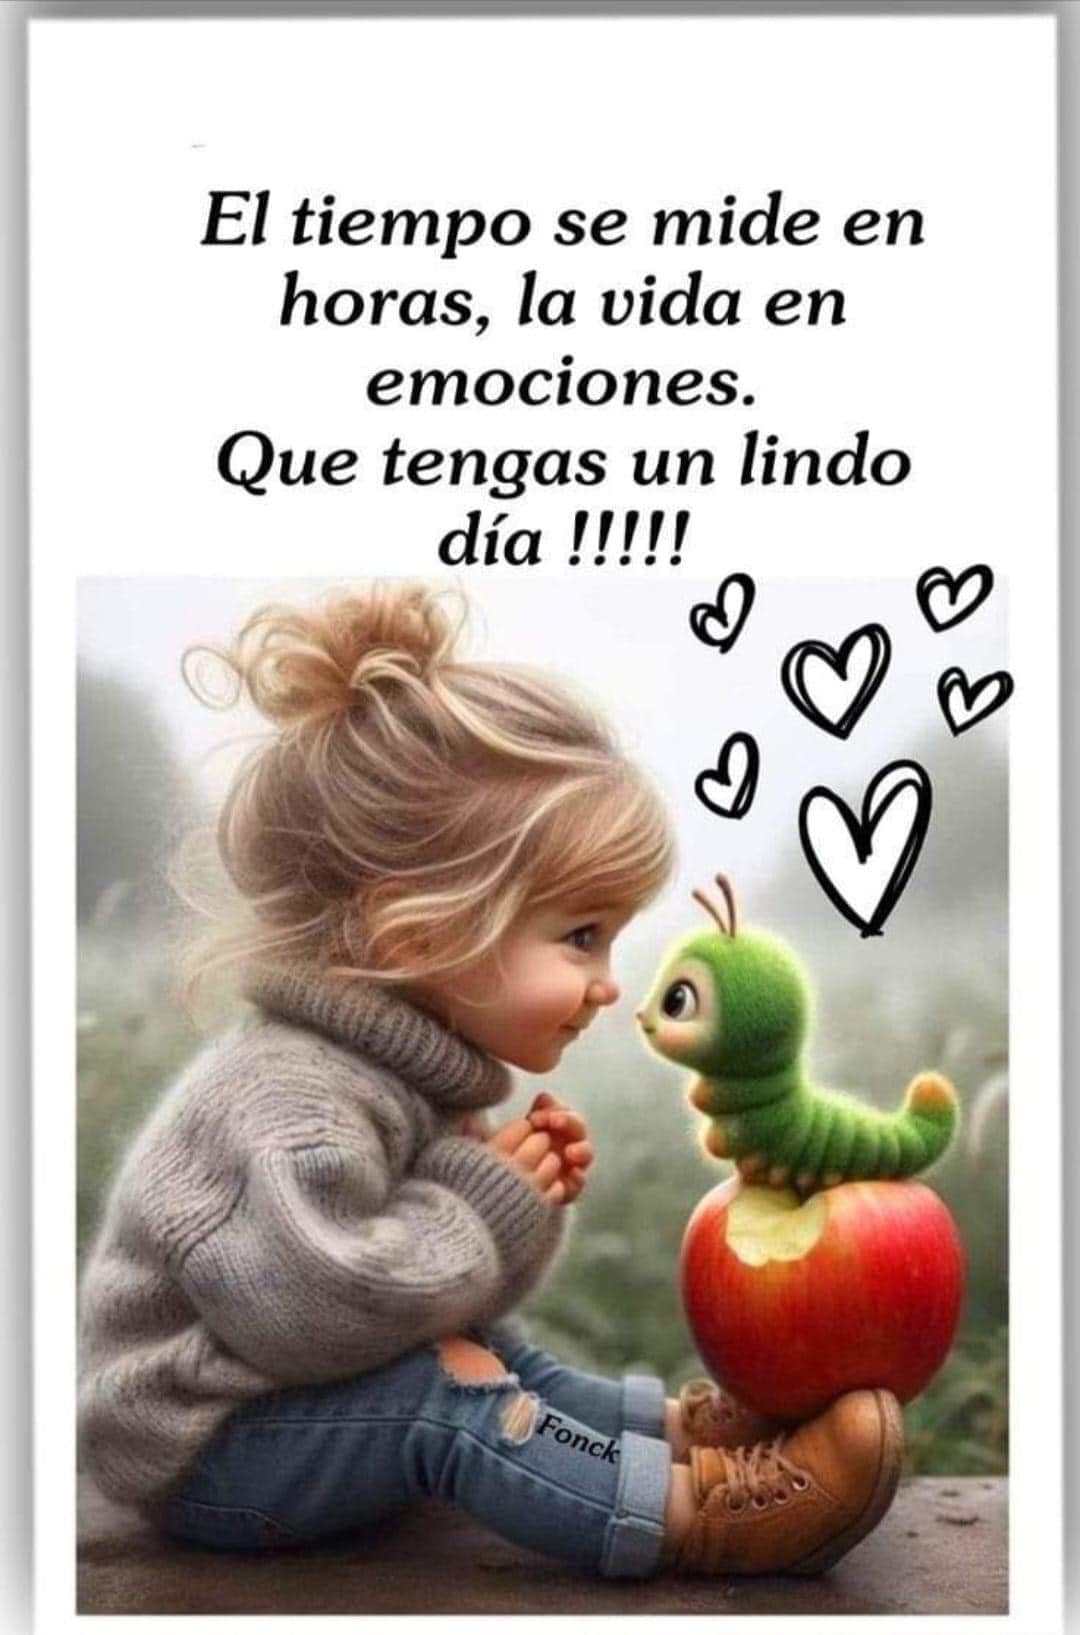 El tiempo se mide en
horas, la vida en
emociones.
Que tengas un lindo
día !!!!!
Fonck